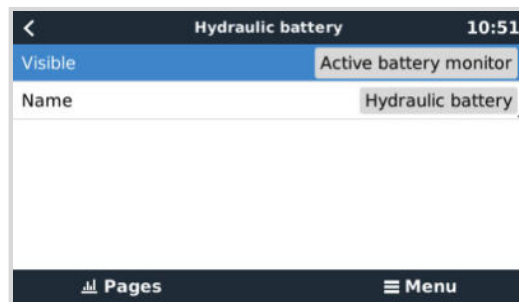 Hydraulic battery 10:51
Visible Active battery monitor
Name Hydraulic battery
Pages Menu